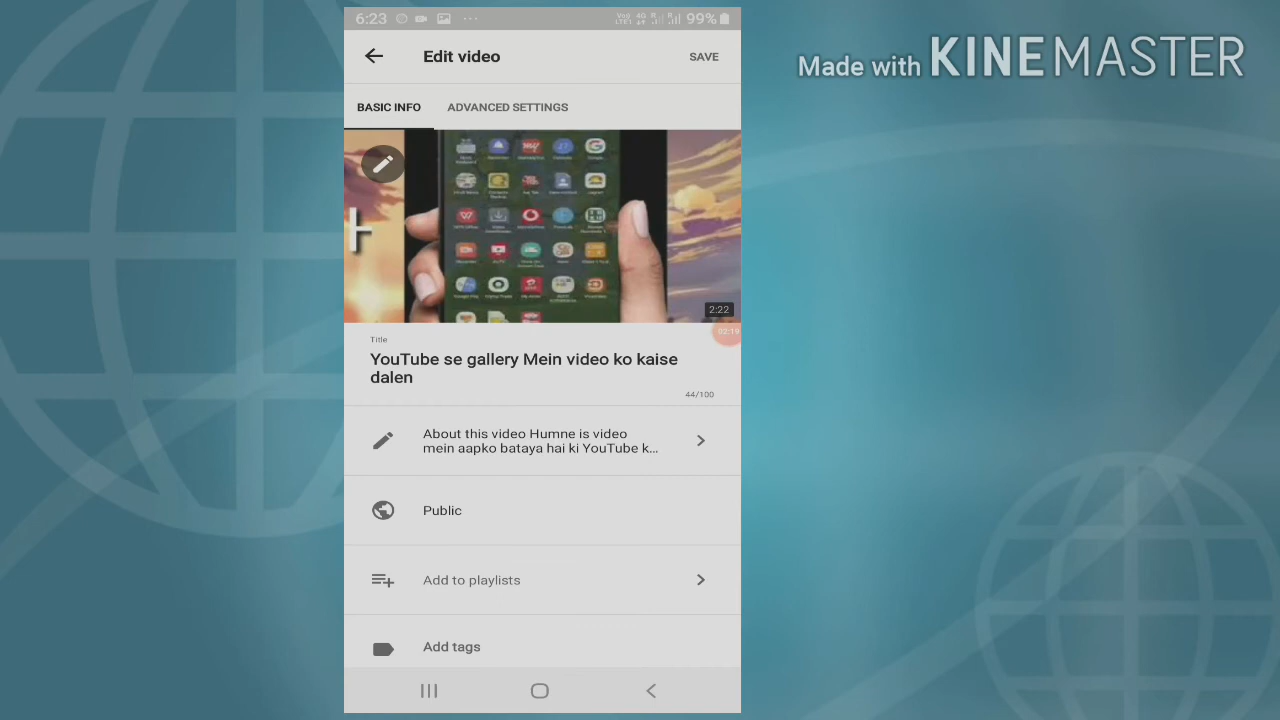 6:23
99%
Made with KINEMASTER
Edit video
SAVE
BASIC INFO
ADVANCED SETTINGS
2:22
02:19
Title
YouTube se gallery Mein video ko kaise
dalen
44/100
About this video Humne is video
mein aapko bataya hai ki YouTube k...
Public
Add to playlists
Add tags